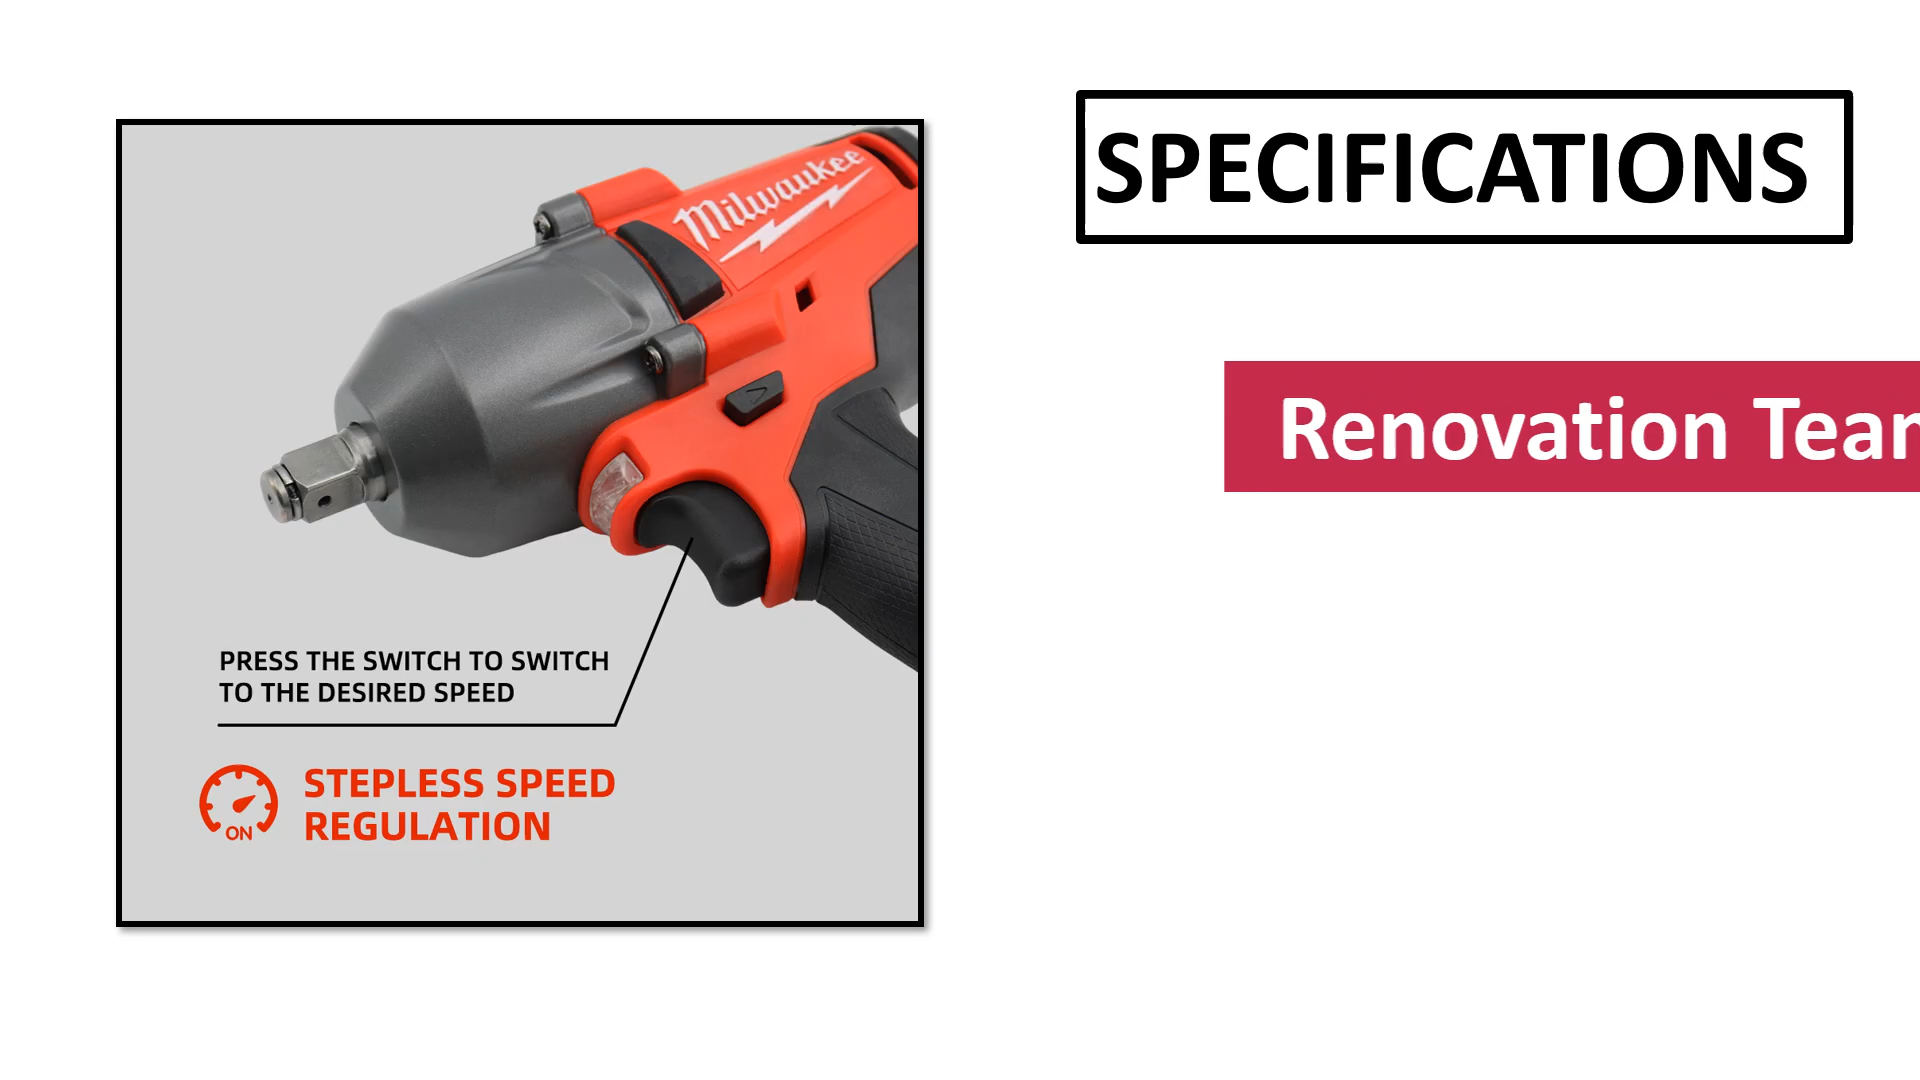 SPECIFICATIONS
Milwaukee
Renovation Tea
PRESS THE SWITCH TO SWITCH
TO THE DESIRED SPEED
STEPLESS SPEED
REGULATION
ON